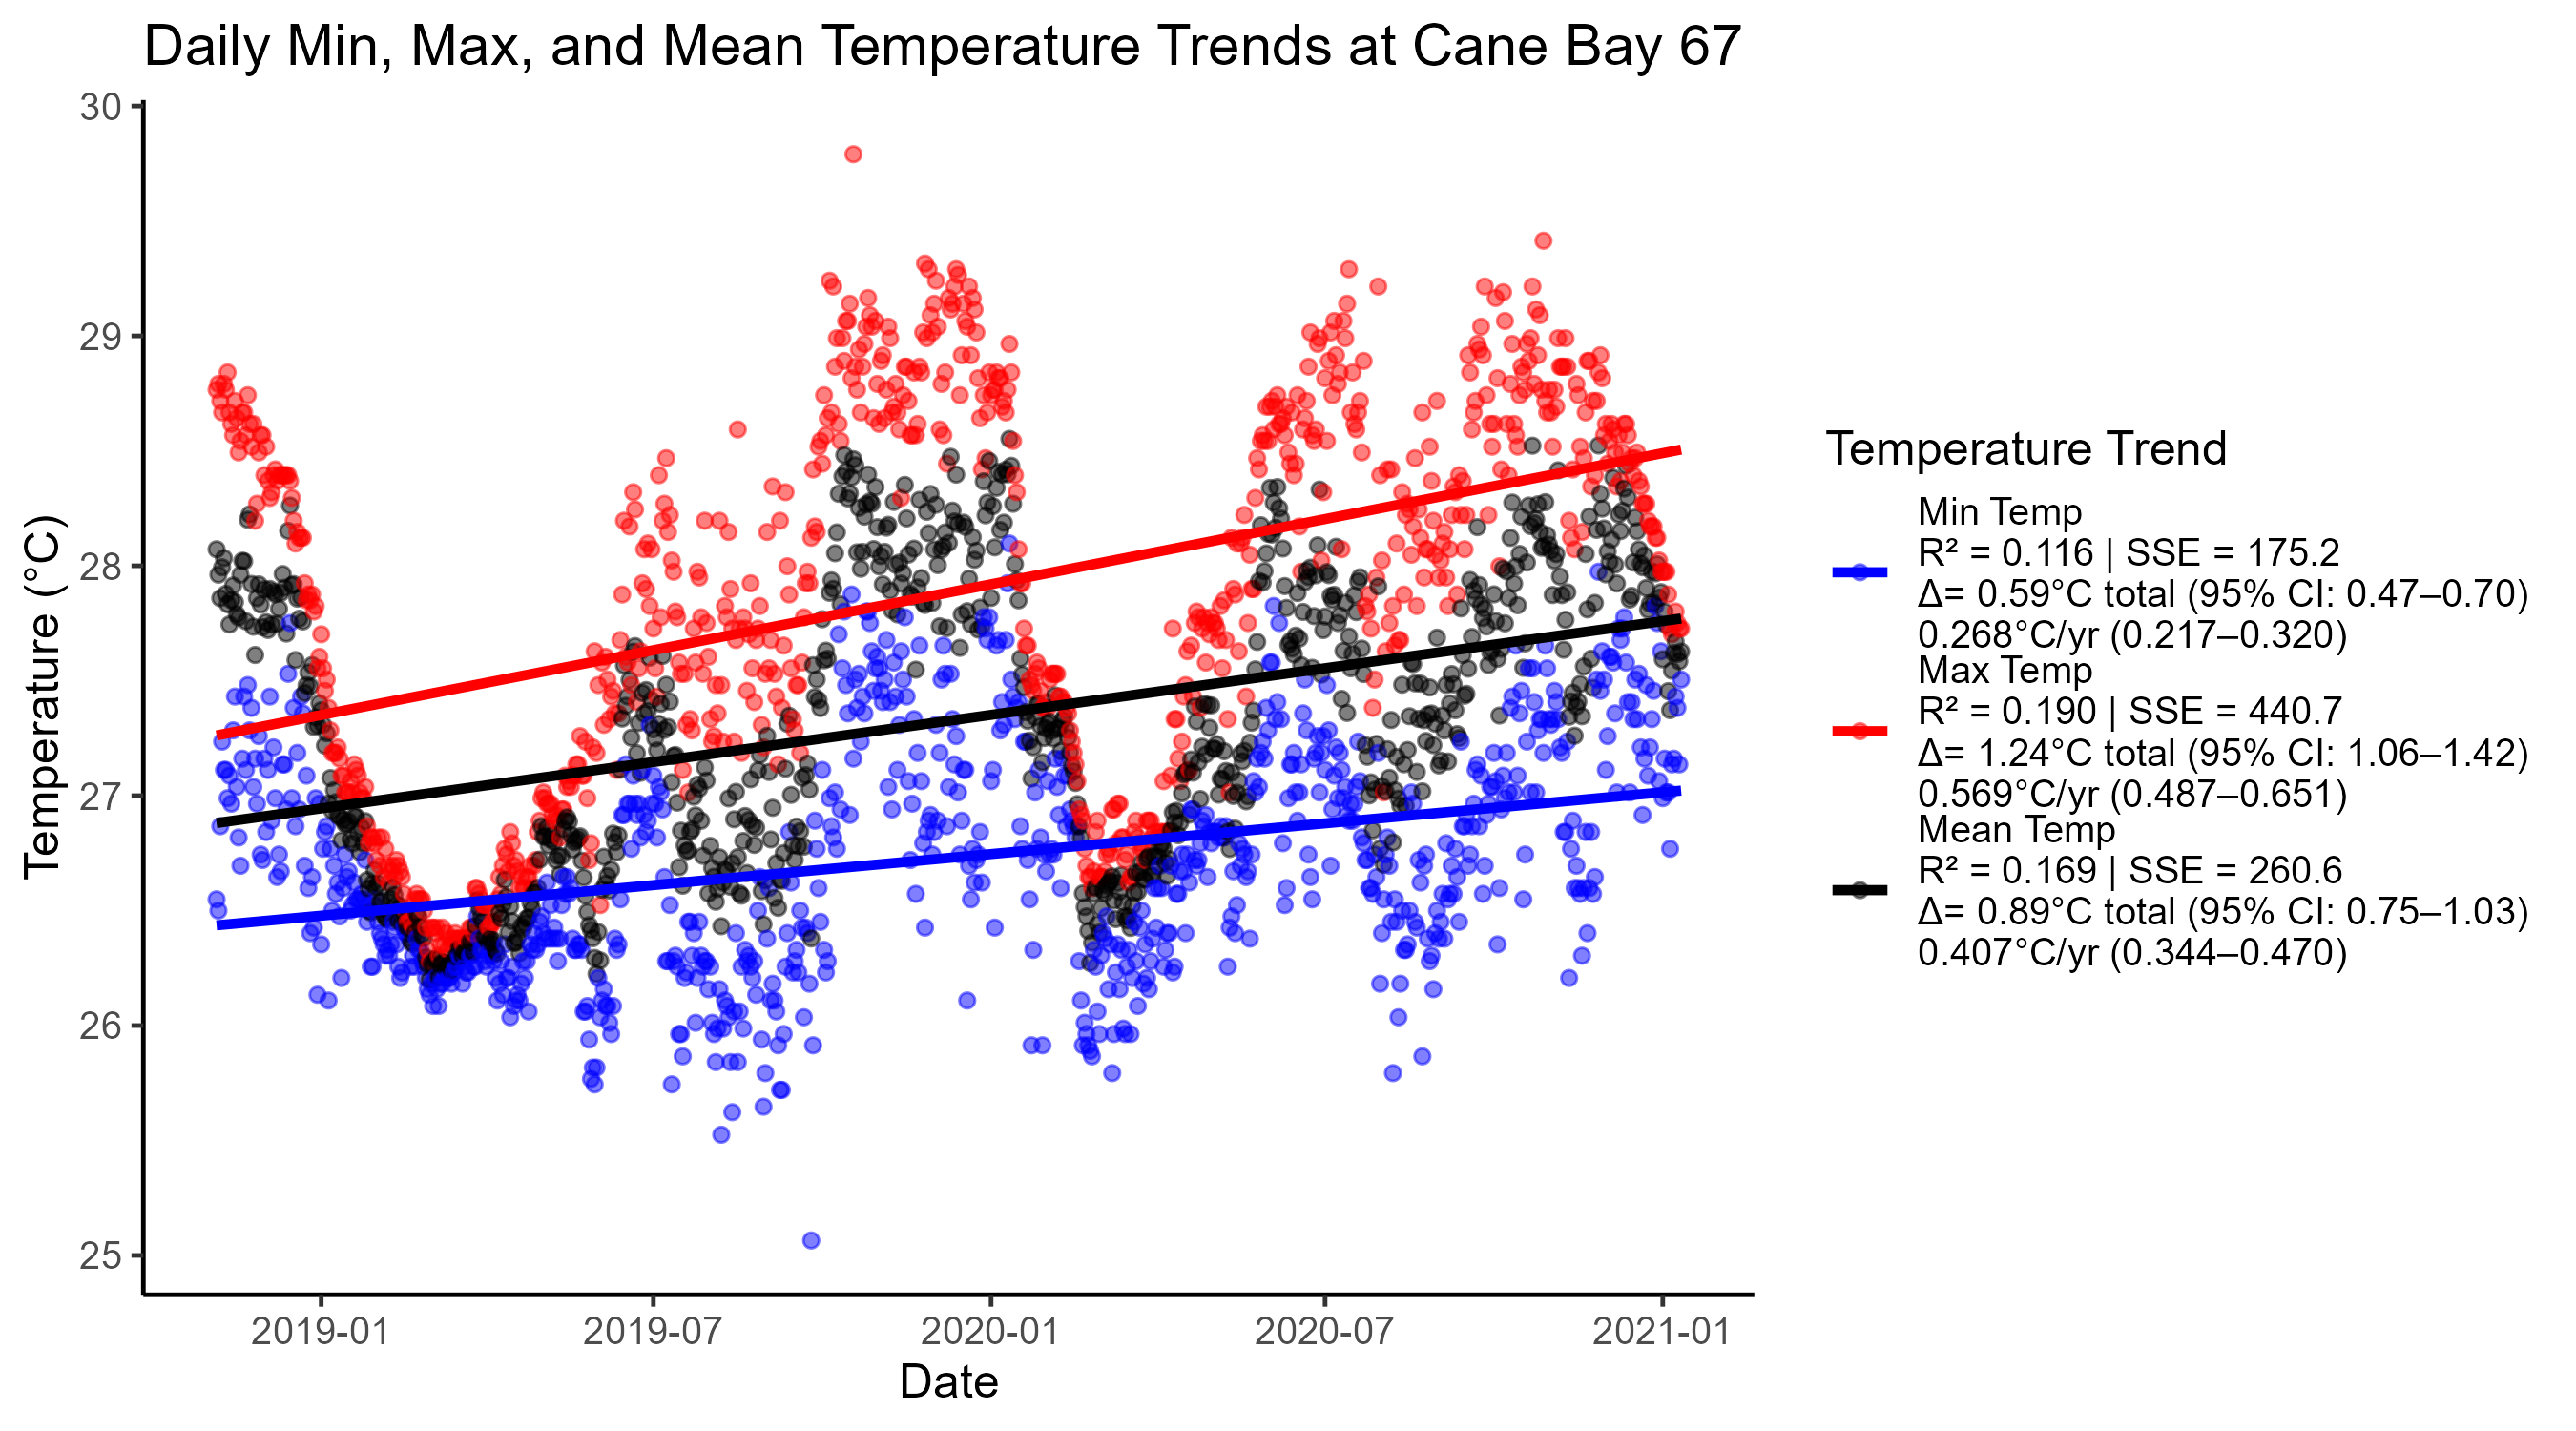 Daily Min, Max, and Mean Temperature Trends at Cane Bay 67
30
29
28
27
26
25
Temperature (°C)
2019-01
2019-07
2020-01
2020-07
2021-01
Date
Temperature Trend
Min Temp
R² = 0.116 | SSE = 175.2
Δ= 0.59°C total (95% CI: 0.47–0.70)
0.268°C/yr (0.217–0.320)
Max Temp
R² = 0.190 | SSE = 440.7
Δ= 1.24°C total (95% CI: 1.06–1.42)
0.569°C/yr (0.487–0.651)
Mean Temp
R² = 0.169 | SSE = 260.6
Δ= 0.89°C total (95% CI: 0.75–1.03)
0.407°C/yr (0.344–0.470)